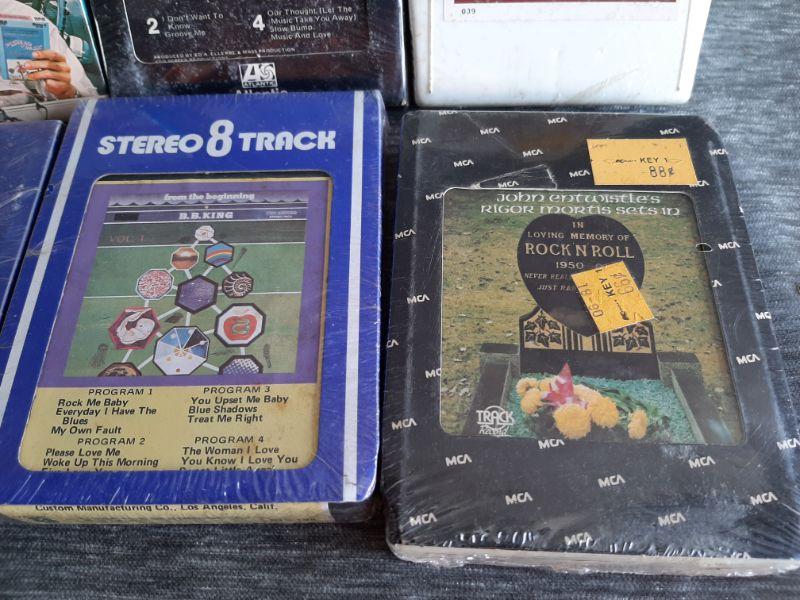 2
I Don't Want To
Know
Groove Me
4
Our Thought (Let The
Music Take You Away)
Slow Bump
Music And Love
ATLANTIC
039
STEREO 8 TRACK
from the beginning
B.B. KING
VOL. 1
PROGRAM 1
Rock Me Baby
Everyday I Have The
Blues
My Own Fault
PROGRAM 2
Please Love Me
Woke Up This Morning
PROGRAM 3
You Upset Me Baby
Blue Shadows
Treat Me Right
PROGRAM 4
The Woman I Love
You Know I Love You
Custom Manufacturing Co., Los Angeles, Calif.
MCA
KEY 1
88¢
John Entwistle's
Rigor Mortis Sets In
IN
LOVING MEMORY OF
ROCK'N'ROLL
1950
NEVER REAL
JUST RA
KEY 1
TRACK
Record